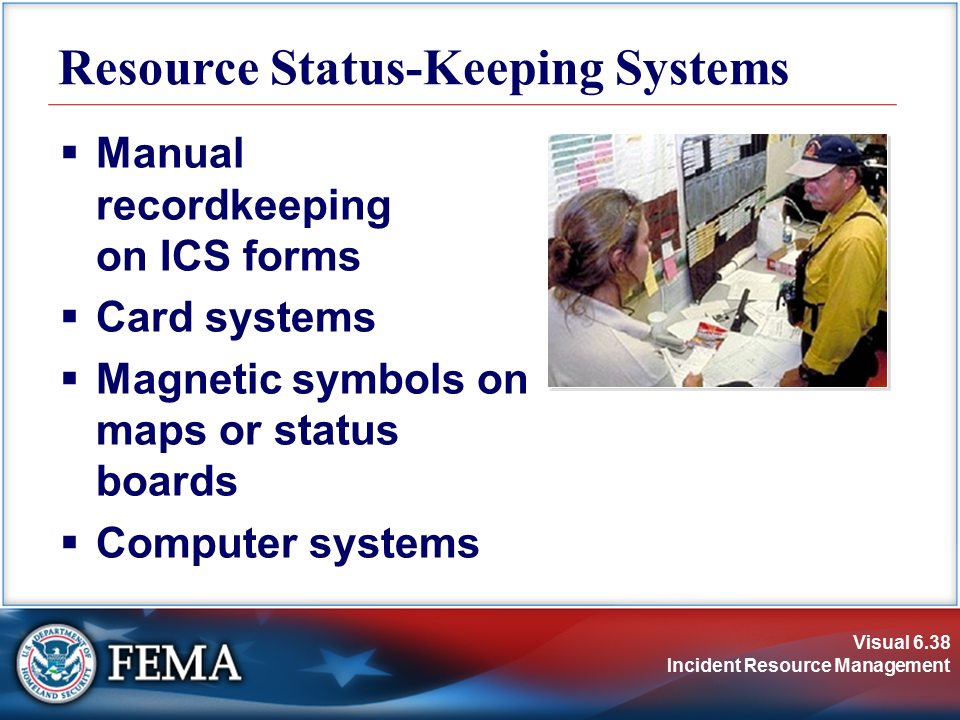 Resource Status-Keeping Systems
▪ Manual
recordkeeping
on ICS forms
▪ Card systems
▪ Magnetic symbols on
maps or status
boards
▪ Computer systems
U.S. DEPARTMENT OF
HOMELAND SECURITY
FEMA
Visual 6.38
Incident Resource Management